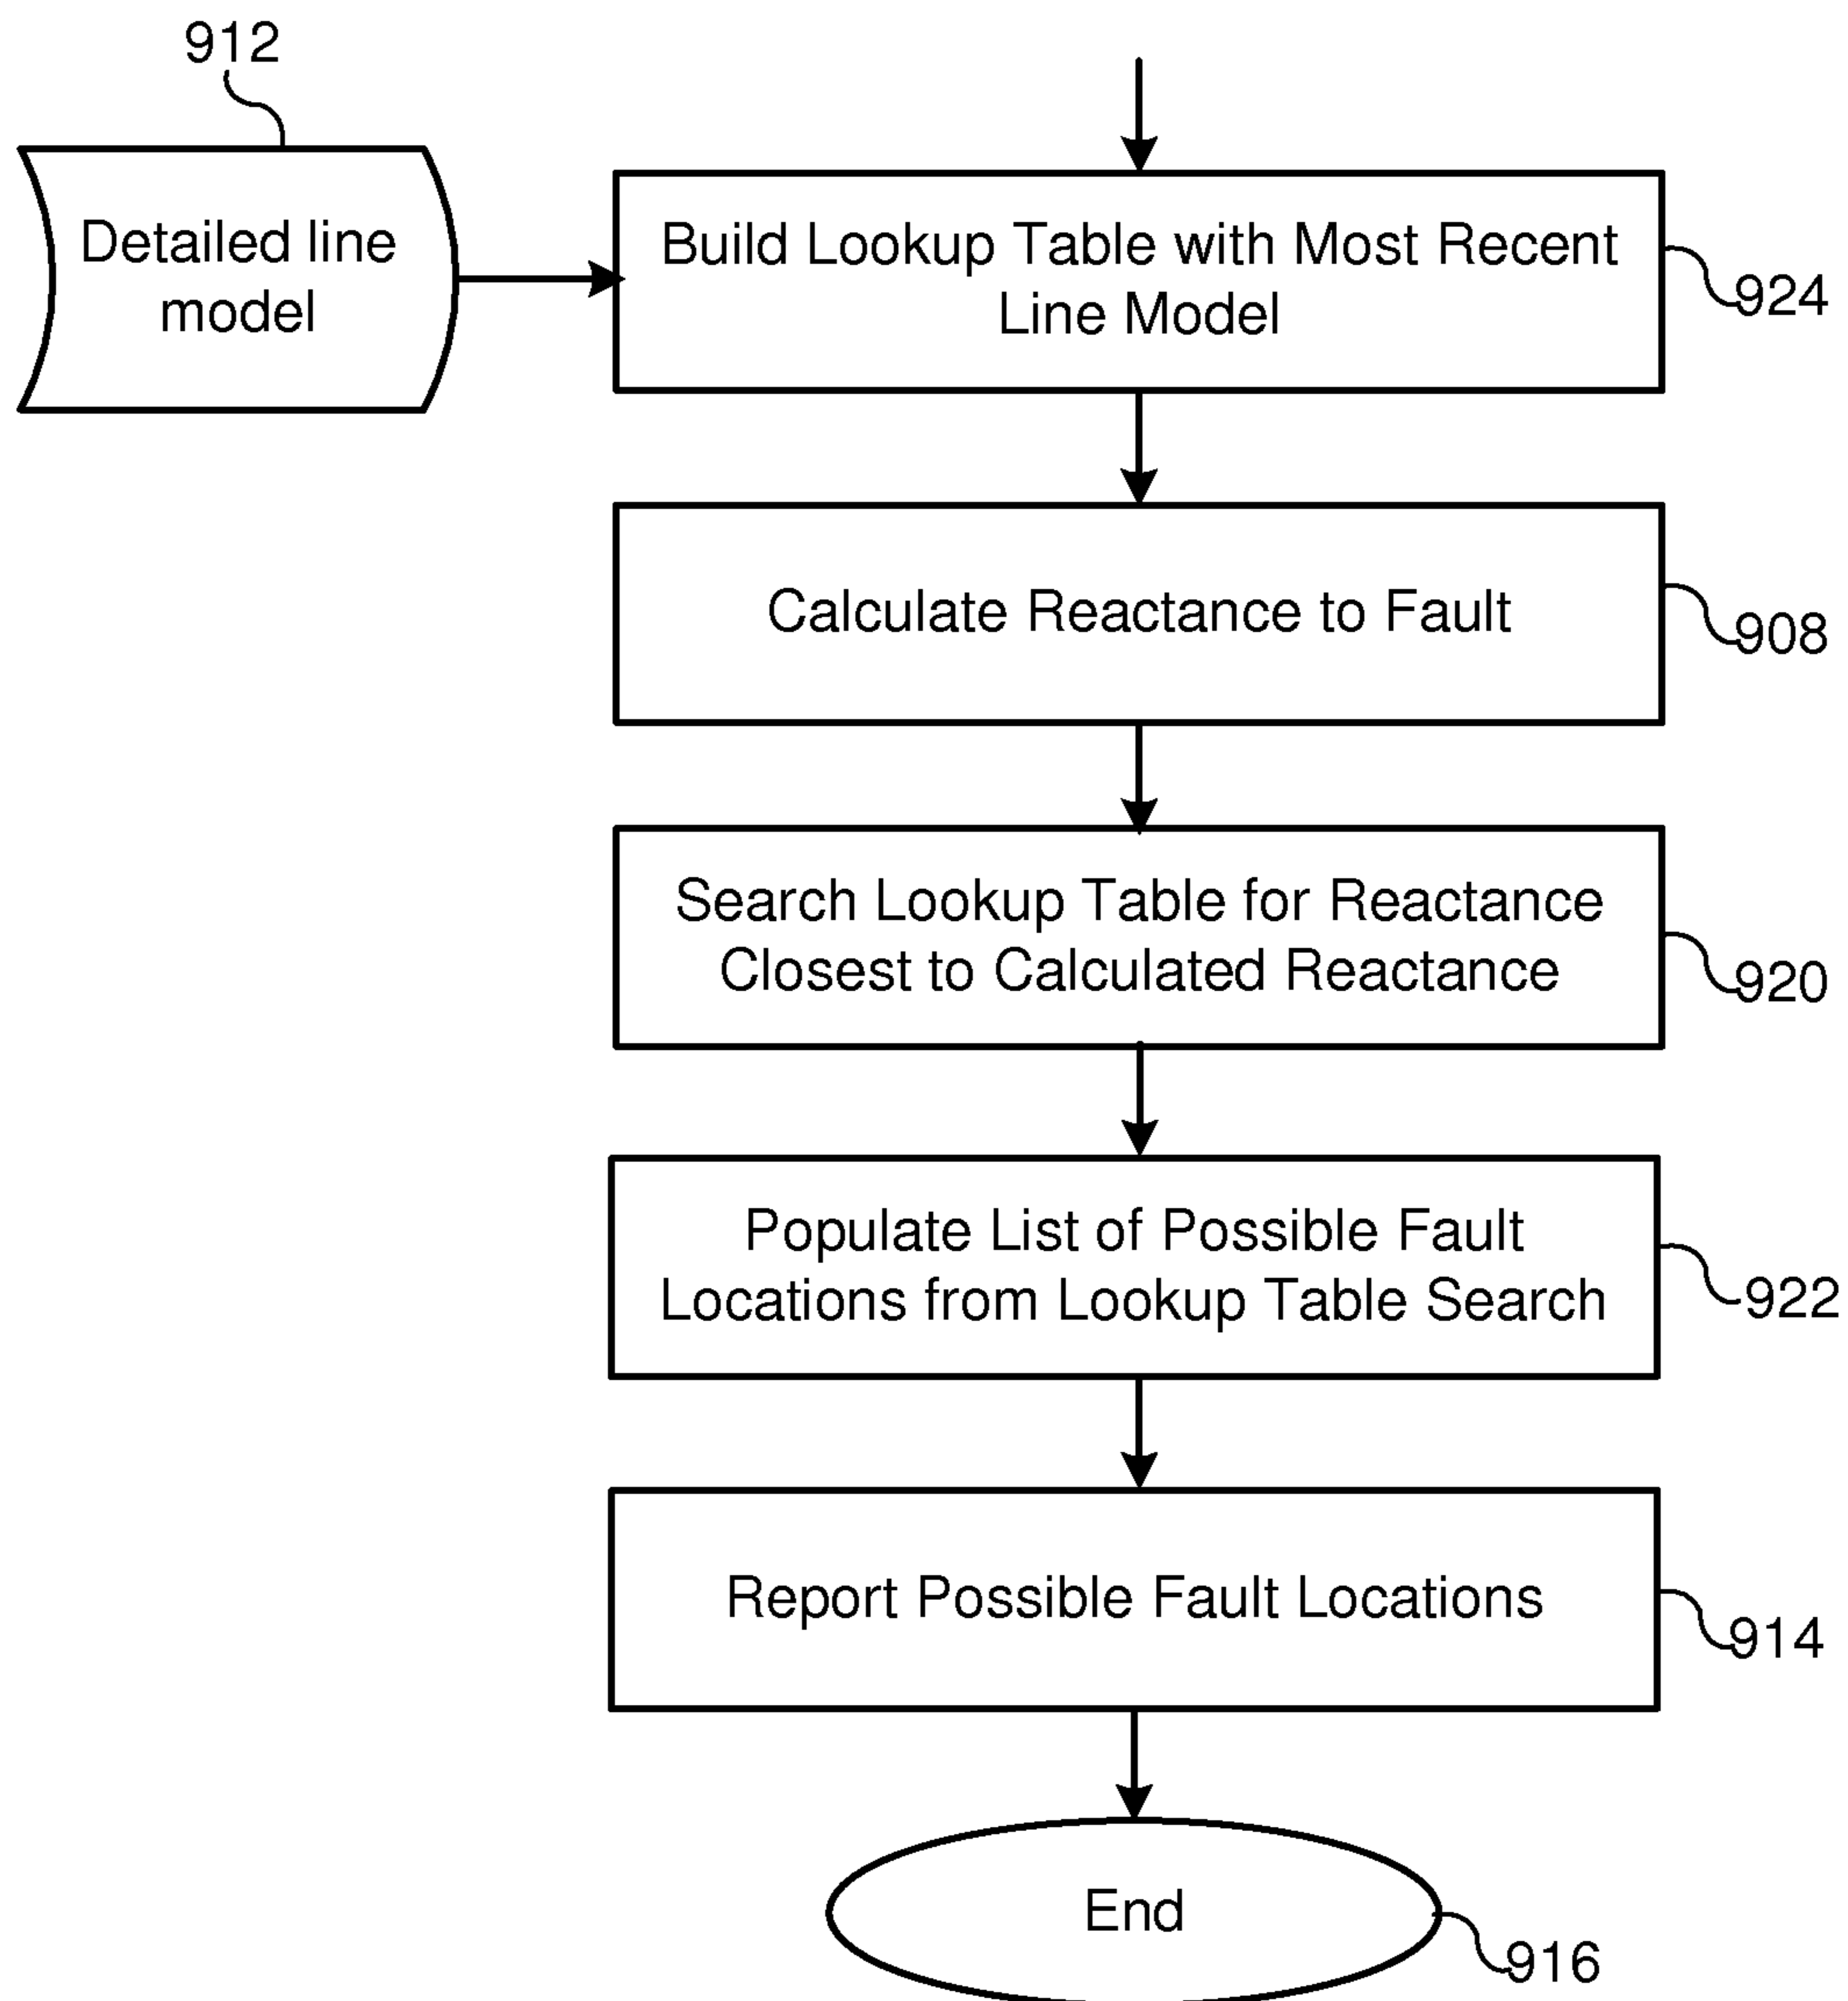 912
Detailed line
model
Build Lookup Table with Most Recent
Line Model
924
Calculate Reactance to Fault
908
Search Lookup Table for Reactance
Closest to Calculated Reactance
920
Populate List of Possible Fault
Locations from Lookup Table Search
922
Report Possible Fault Locations
914
End
916